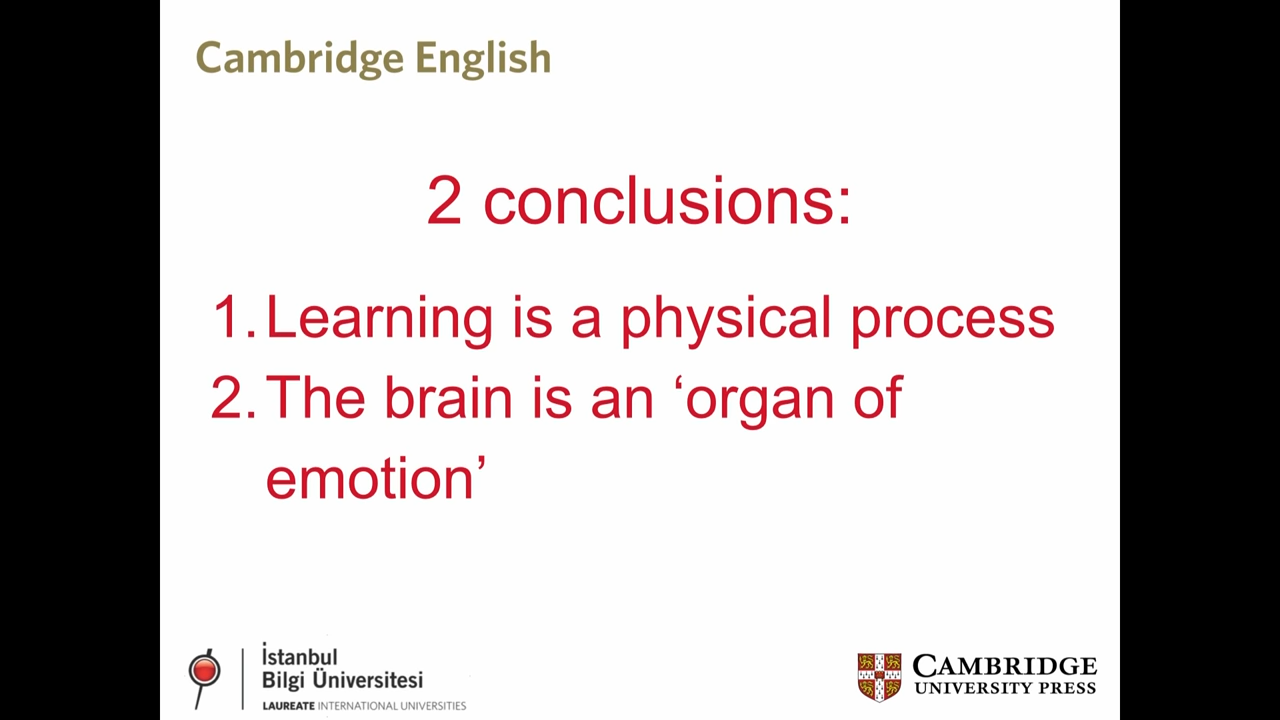 Cambridge English
2 conclusions:
1. Learning is a physical process
2. The brain is an ‘organ of
emotion’
İstanbul
Bilgi Üniversitesi
LAUREATE INTERNATIONAL UNIVERSITIES
CAMBRIDGE
UNIVERSITY PRESS